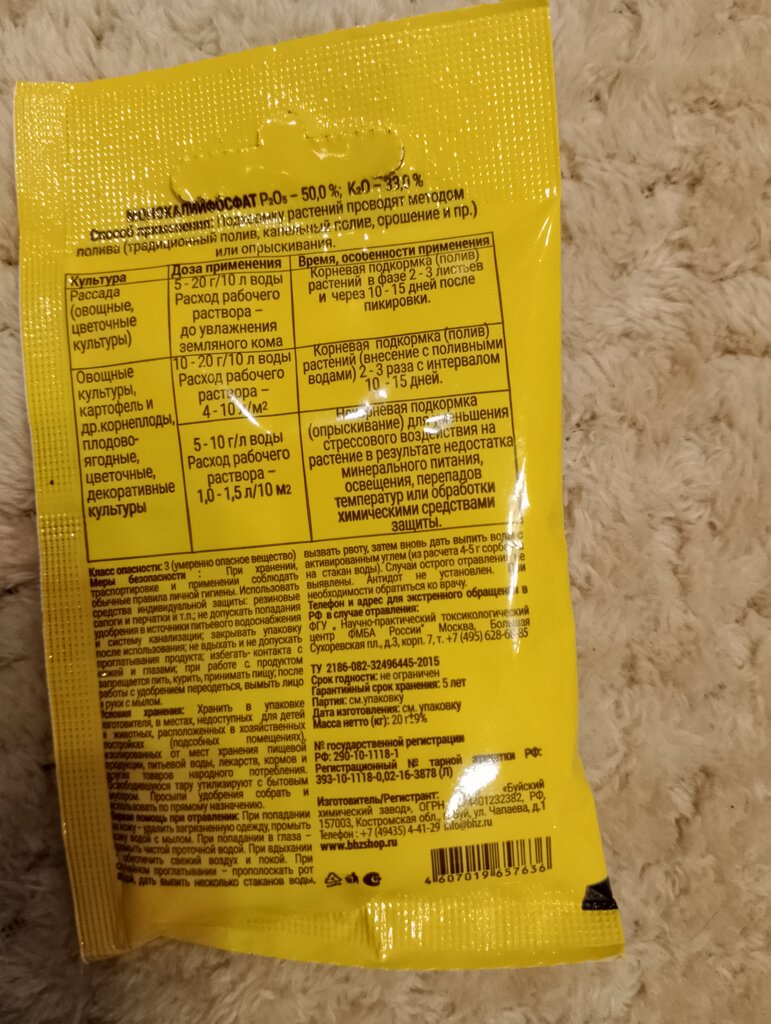 МОНОКАЛИЙФОСФАТ P₂O₅ – 50,0 %; K₂O – 33,0 %
Способ применения: Подкормку растений проводят методом
полива (традиционный полив, капельный полив, орошение и пр.)
или опрыскивания.
Культура
Доза применения
Время, особенности применения
Рассада
(овощные,
цветочные
культуры)
5 - 20 г/10 л воды
Расход рабочего
раствора –
до увлажнения
земляного кома
Корневая подкормка (полив)
растений в фазе 2 - 3 листьев
и через 10 - 15 дней после
пикировки.
Овощные
культуры,
картофель и
др.корнеплоды,
плодово-
ягодные,
цветочные,
декоративные
культуры
10 - 20 г/10 л воды
Расход рабочего
раствора –
4 - 10 /м2
Корневая подкормка (полив)
растений (внесение с поливными
водами) 2 - 3 раза с интервалом
10 - 15 дней.
5 - 10 г/л воды
Расход рабочего
раствора –
1,0 - 1,5 л/10 м2
Некорневая подкормка
(опрыскивание) для уменьшения
стрессового воздействия на
растение в результате недостатка
минерального питания,
освещения, перепадов
температур или обработки
химическими средствами
защиты.
Класс опасности: 3 (умеренно опасное вещество)
Меры безопасности : При хранении,
траспортировке и применении соблюдать
обычные правила личной гигиены. Использовать
средства индивидуальной защиты: резиновые
сапоги и перчатки и т.п.; не допускать попадания
удобрения в источники питьевого водоснабжения
и систему канализации; закрывать упаковку
после использования; не вдыхать и не допускать
проглатывания продукта; избегать- контакта с
кожей и глазами; при работе с продуктом
запрещается пить, курить, принимать пищу; после
работы с удобрением переодеться, вымыть лицо
и руки с мылом.
Условия хранения: Хранить в упаковке
изготовителя, в местах, недоступных для детей
и животных, расположенных в хозяйственных
постройках (подсобных помещениях),
изолированных от мест хранения пищевой
продукции, питьевой воды, лекарств, кормов и
других товаров народного потребления.
Освободившуюся тару утилизируют с бытовым
мусором. Просыпи удобрения собрать и
использовать по прямому назначению.
Первая помощь при отравлении: При попадании
на кожу - удалить загрязненную одежду, промыть
кожу водой с мылом. При попадании в глаза –
промыть чистой проточной водой. При вдыхании
обеспечить свежий воздух и покой. При
случайном проглатывании – прополоскать рот
дать выпить несколько стаканов воды,
вызвать рвоту, затем вновь дать выпить воды с
активированным углем (из расчета 4-5 г сорбента
на стакан воды). Случаи острого отравления не
выявлены. Антидот не установлен. При
необходимости обратиться ко врачу.
Телефон и адрес для экстренного обращения в
РФ в случае отравления:
ФГУ „ Научно-практический токсикологический
центр ФМБА России" Москва, Большая
Сухоревская пл., д.3, корп. 7, т. +7 (495) 628-68-85
ТУ 2186-082-32496445-2015
Срок годности: не ограничен
Гарантийный срок хранения: 5 лет
Партия: см.упаковку
Дата изготовления: см. упаковку
Масса нетто (кг): 20 г±9%
№ государственной регистрации
РФ: 290-10-1118-1
Регистрационный № тарной этикетки РФ:
393-10-1118-0,02-16-3878 (Л)
Изготовитель/Регистрант: «Буйский
химический завод», ОГРН 4401232382, РФ,
157003, Костромская обл., г. Буй, ул. Чапаева, д.1
Телефон : +7 (49435) 4-41-29 info@bhz.ru
www.bhzshop.ru
4 607019 657636